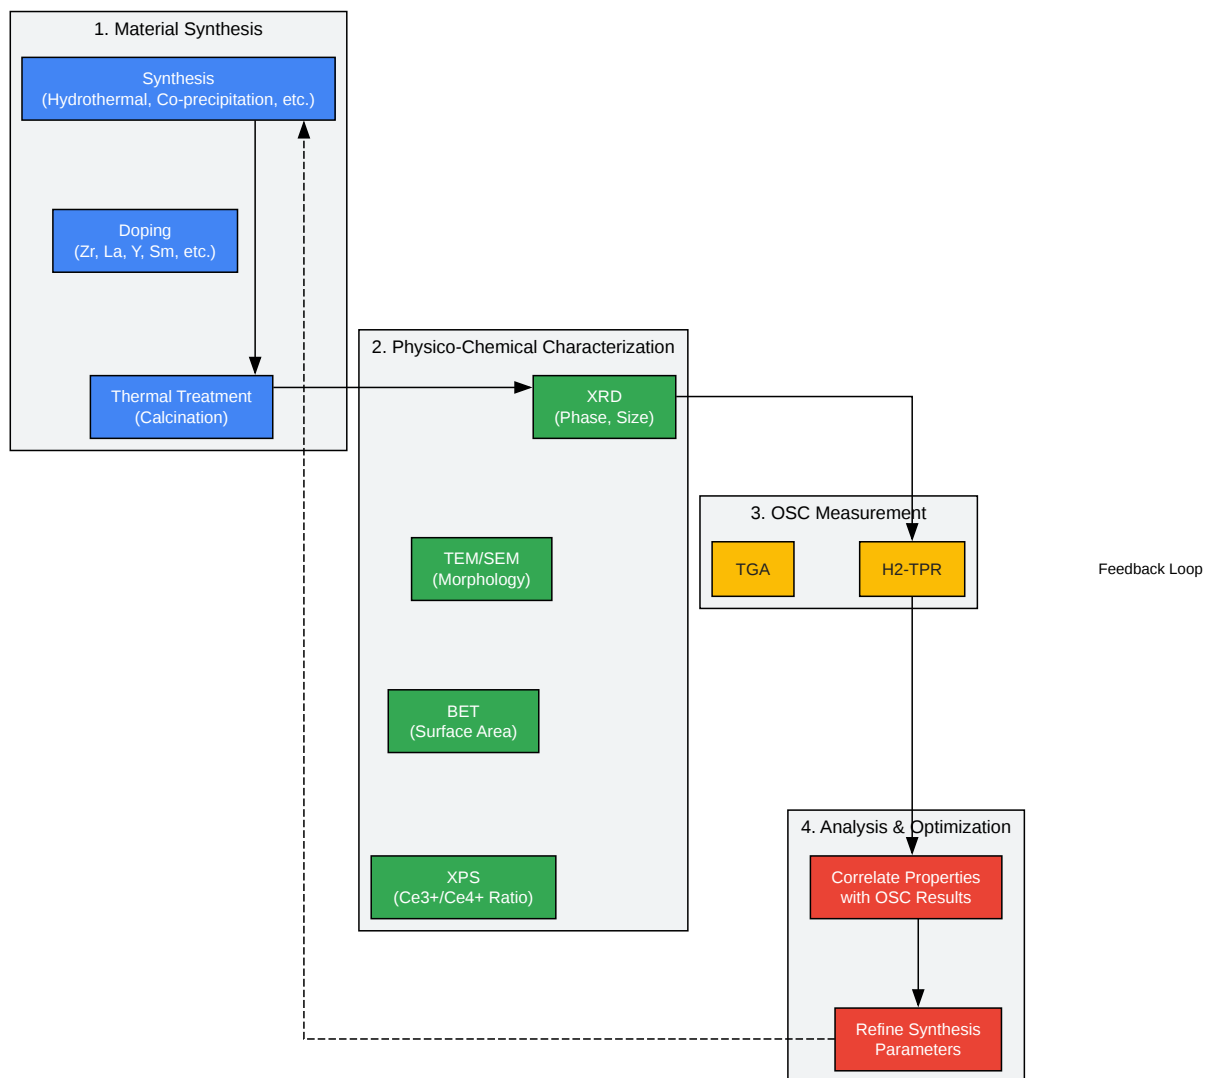 1. Material Synthesis
Synthesis
(Hydrothermal, Co-precipitation, etc.)
Doping
(Zr, La, Y, Sm, etc.)
Thermal Treatment
(Calcination)
2. Physico-Chemical Characterization
XRD
(Phase, Size)
TEM/SEM
(Morphology)
BET
(Surface Area)
XPS
(Ce3+/Ce4+ Ratio)
3. OSC Measurement
TGA
H2-TPR
Feedback Loop
4. Analysis & Optimization
Correlate Properties
with OSC Results
Refine Synthesis
Parameters